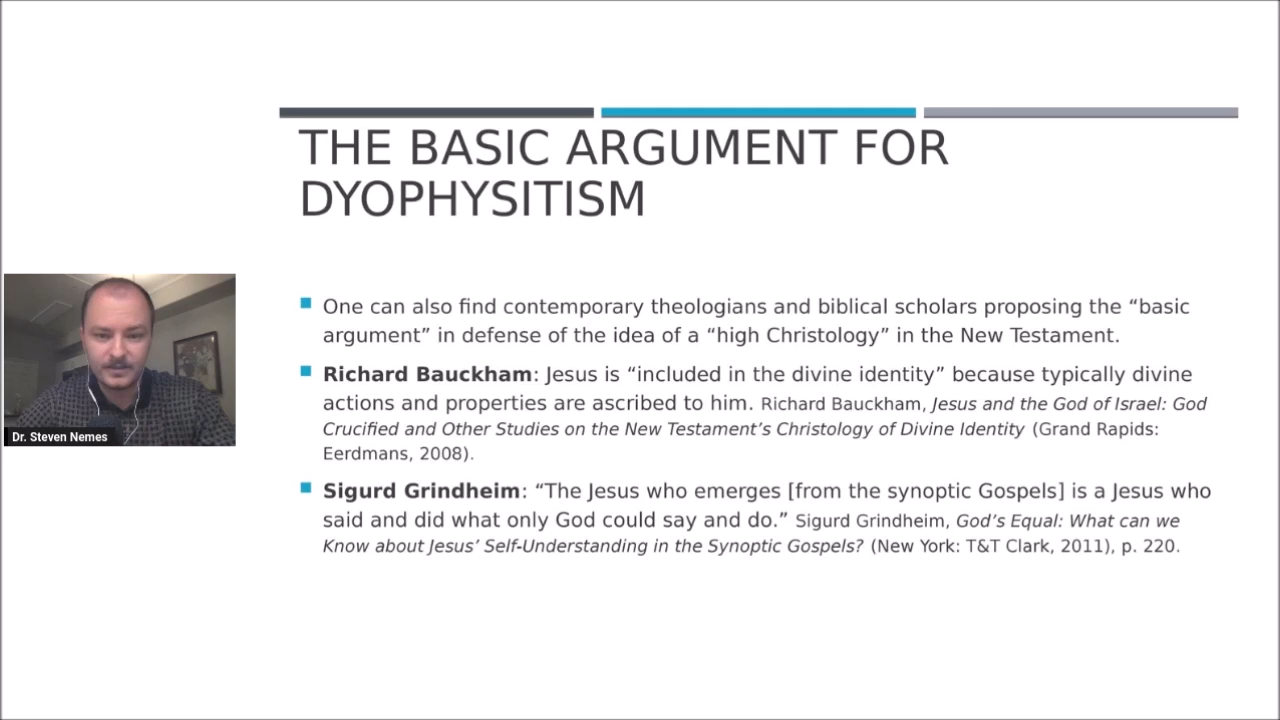 THE BASIC ARGUMENT FOR
DYOPHYSITISM
One can also find contemporary theologians and biblical scholars proposing the “basic
argument” in defense of the idea of a “high Christology” in the New Testament.
Richard Bauckham: Jesus is “included in the divine identity” because typically divine
actions and properties are ascribed to him. Richard Bauckham, Jesus and the God of Israel: God
Crucified and Other Studies on the New Testament’s Christology of Divine Identity (Grand Rapids:
Eerdmans, 2008).
Sigurd Grindheim: “The Jesus who emerges [from the synoptic Gospels] is a Jesus who
said and did what only God could say and do.” Sigurd Grindheim, God’s Equal: What can we
Know about Jesus’ Self-Understanding in the Synoptic Gospels? (New York: T&T Clark, 2011), p. 220.
Dr. Steven Nemes